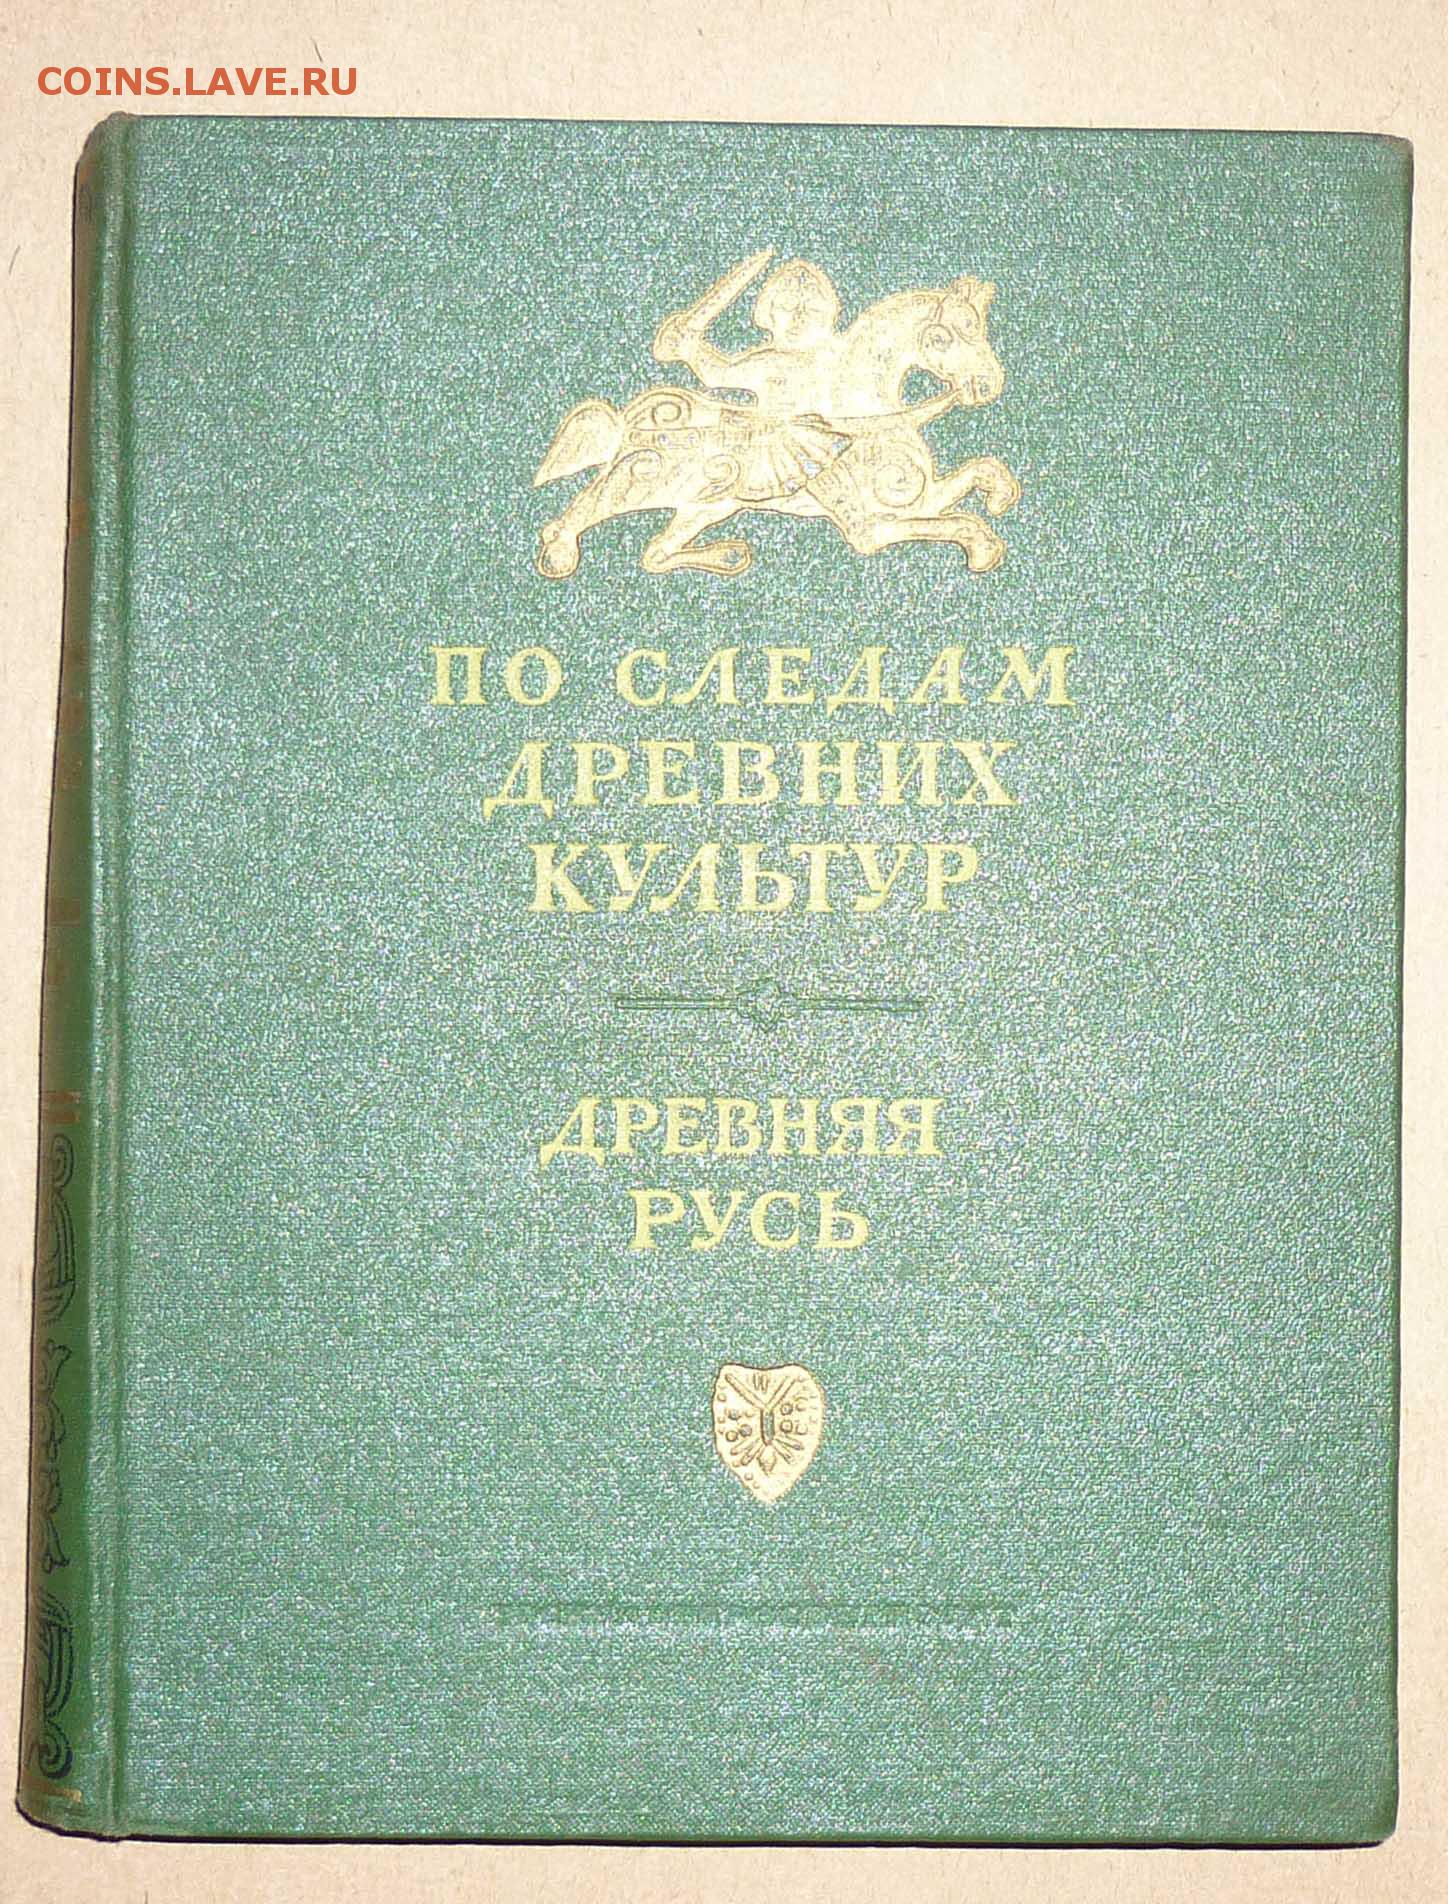 COINS.LAVE.RU
ПО СЛЕДАМ
ДРЕВНИХ
КУЛЬТУР
ДРЕВНЯЯ
РУСЬ